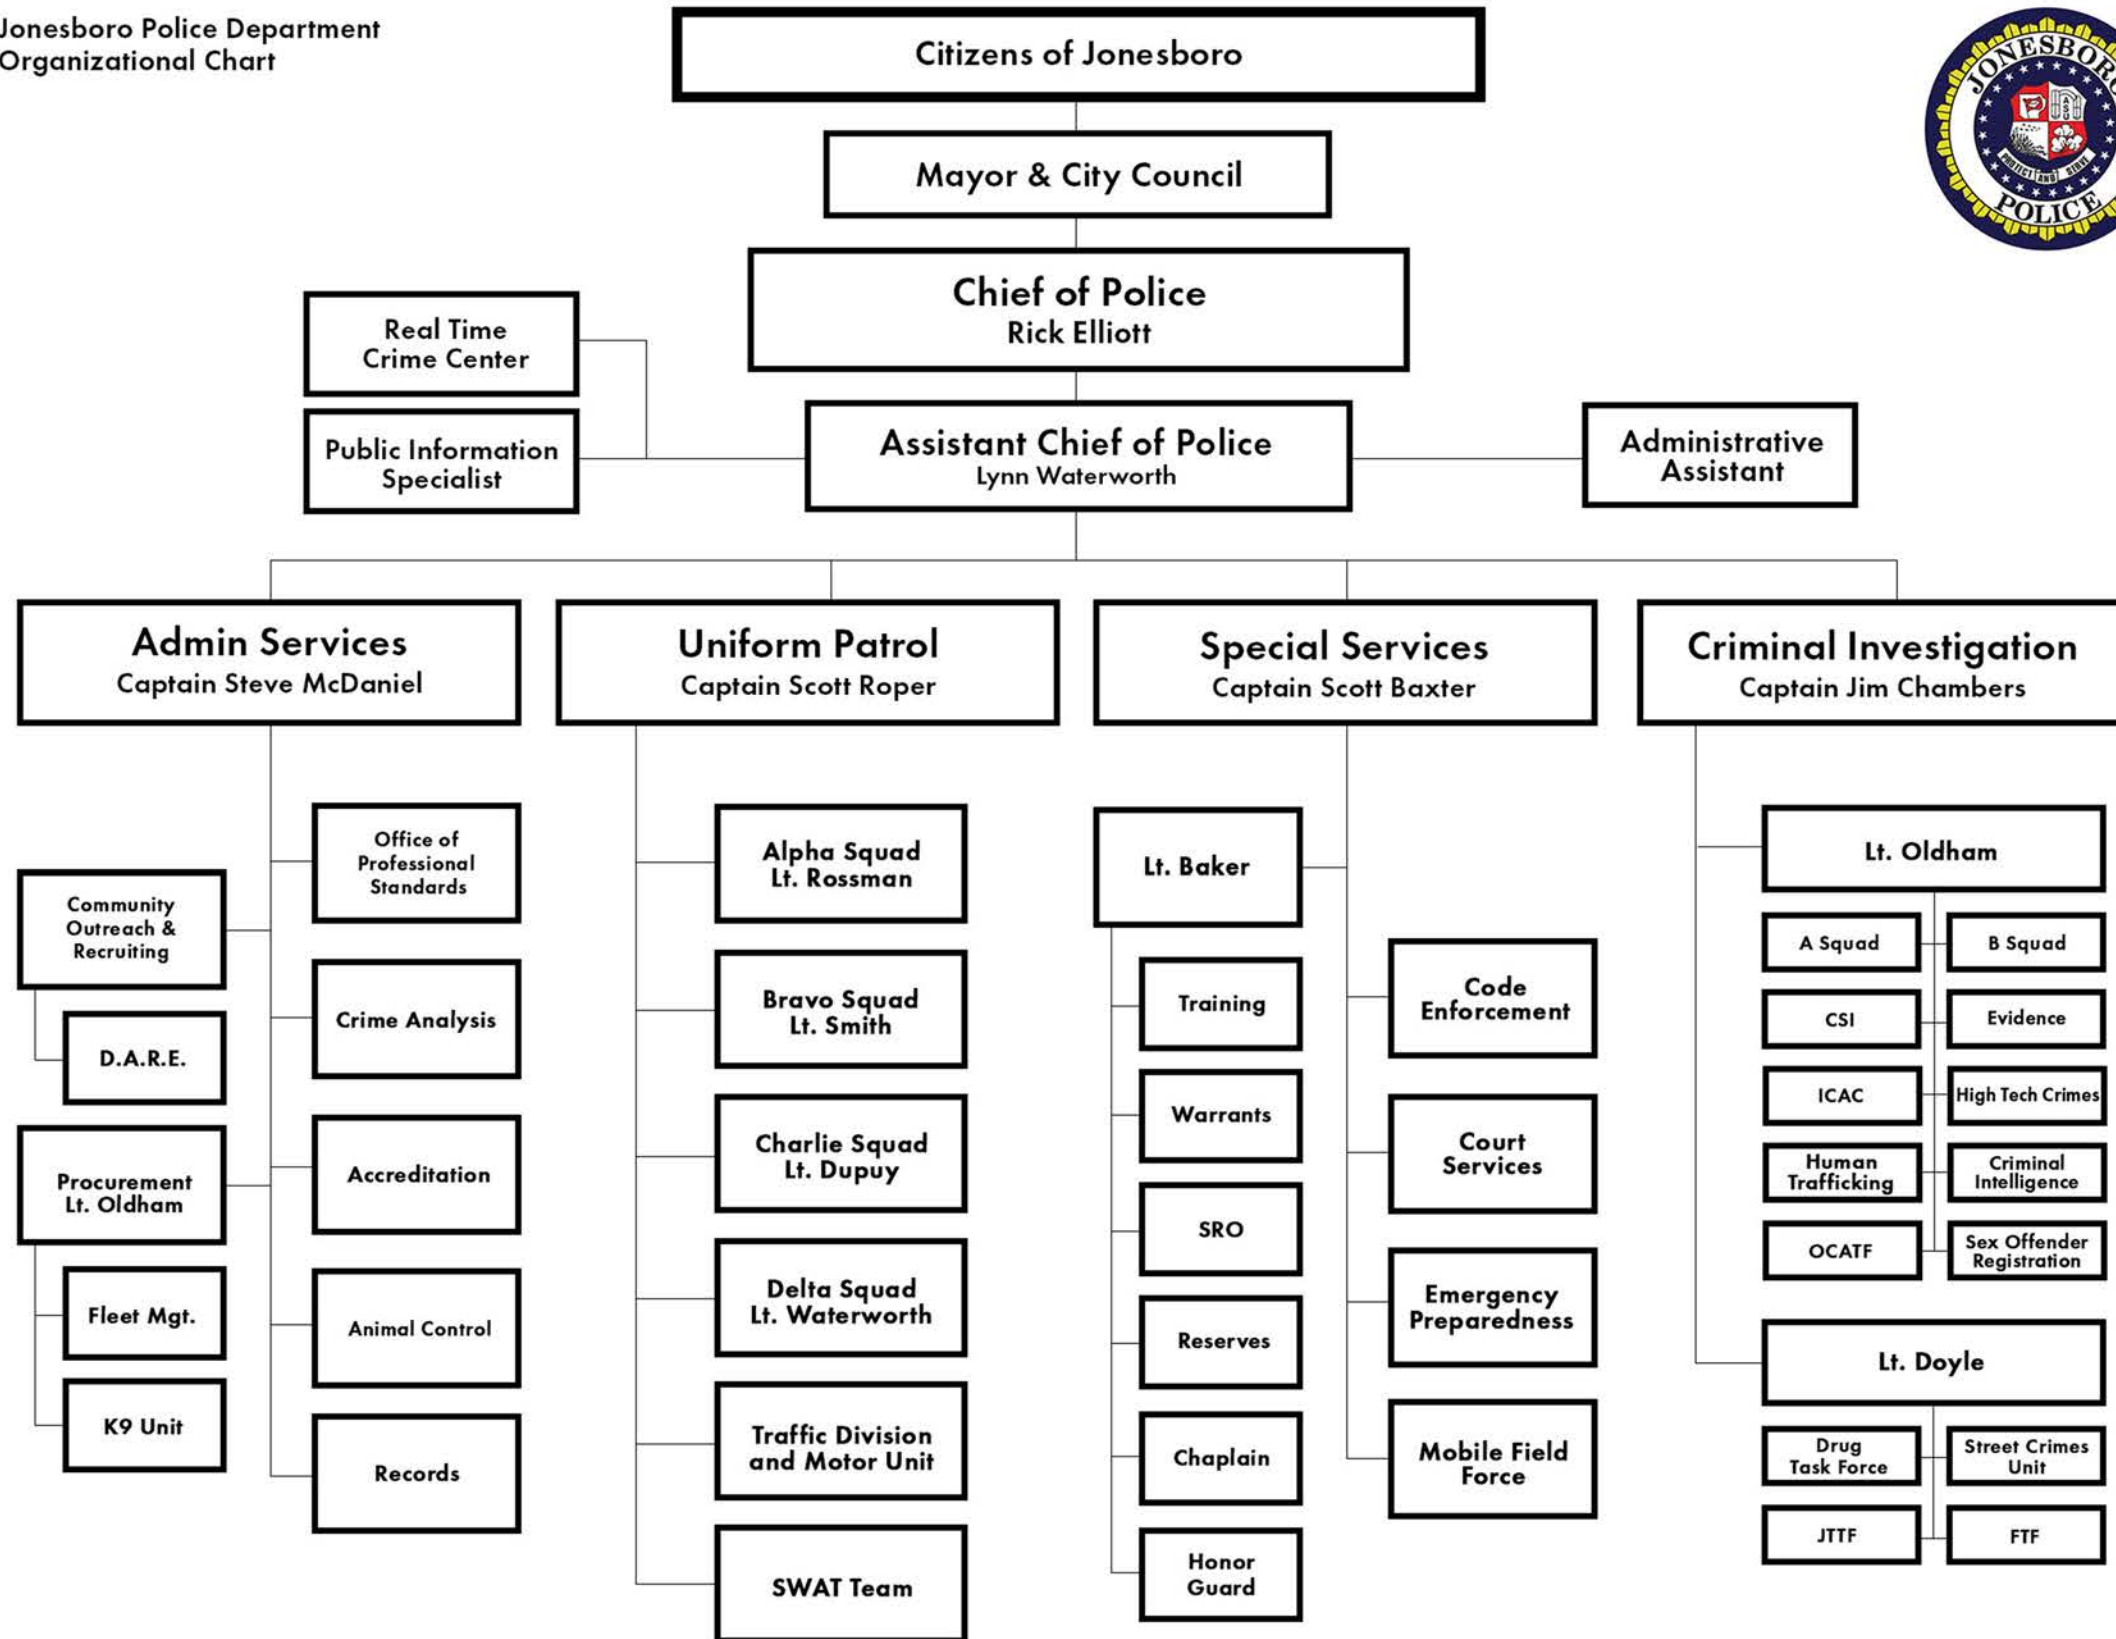 Jonesboro Police Department
Organizational Chart
Citizens of Jonesboro
JONESBORO
ASU
PROTECT AND SERVE
POLICE
Mayor & City Council
Chief of Police
Rick Elliott
Real Time
Crime Center
Public Information
Specialist
Assistant Chief of Police
Lynn Waterworth
Administrative
Assistant
Admin Services
Captain Steve McDaniel
Uniform Patrol
Captain Scott Roper
Special Services
Captain Scott Baxter
Criminal Investigation
Captain Jim Chambers
Community
Outreach &
Recruiting
D.A.R.E.
Procurement
Lt. Oldham
Fleet Mgt.
K9 Unit
Office of
Professional
Standards
Crime Analysis
Accreditation
Animal Control
Records
Alpha Squad
Lt. Rossman
Bravo Squad
Lt. Smith
Charlie Squad
Lt. Dupuy
Delta Squad
Lt. Waterworth
Traffic Division
and Motor Unit
SWAT Team
Lt. Baker
Training
Warrants
SRO
Reserves
Chaplain
Honor
Guard
Code
Enforcement
Court
Services
Emergency
Preparedness
Mobile Field
Force
Lt. Oldham
A Squad
B Squad
CSI
Evidence
ICAC
High Tech Crimes
Human
Trafficking
Criminal
Intelligence
OCATF
Sex Offender
Registration
Lt. Doyle
Drug
Task Force
Street Crimes
Unit
JTTF
FTF